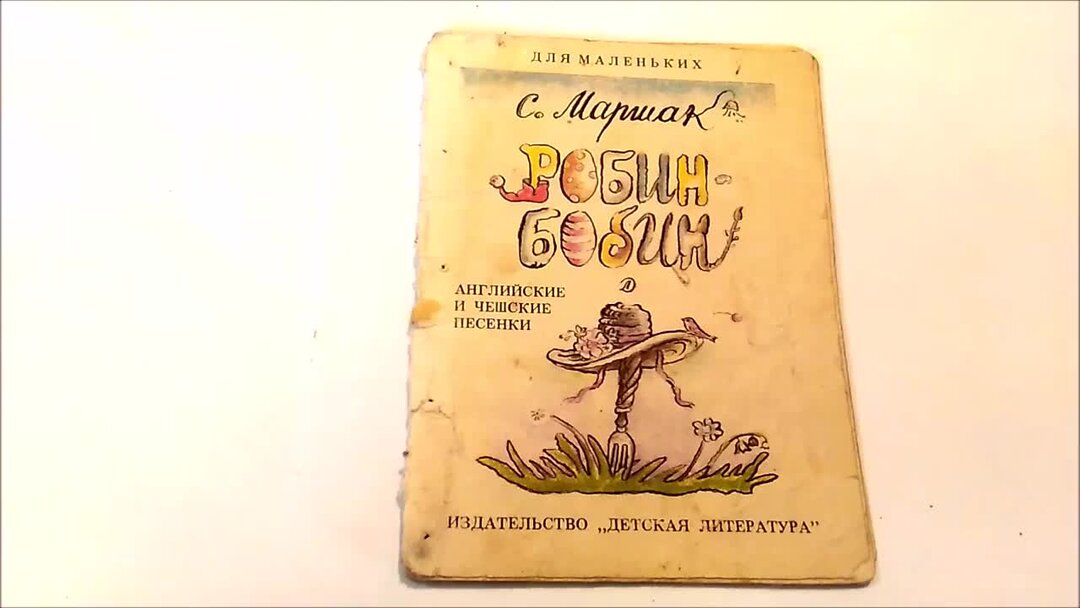 ДЛЯ МАЛЕНЬКИХ
С. Маршак
РОБИН-
БОБИН
АНГЛИЙСКИЕ
И ЧЕШСКИЕ
ПЕСЕНКИ
ИЗДАТЕЛЬСТВО „ДЕТСКАЯ ЛИТЕРАТУРА”